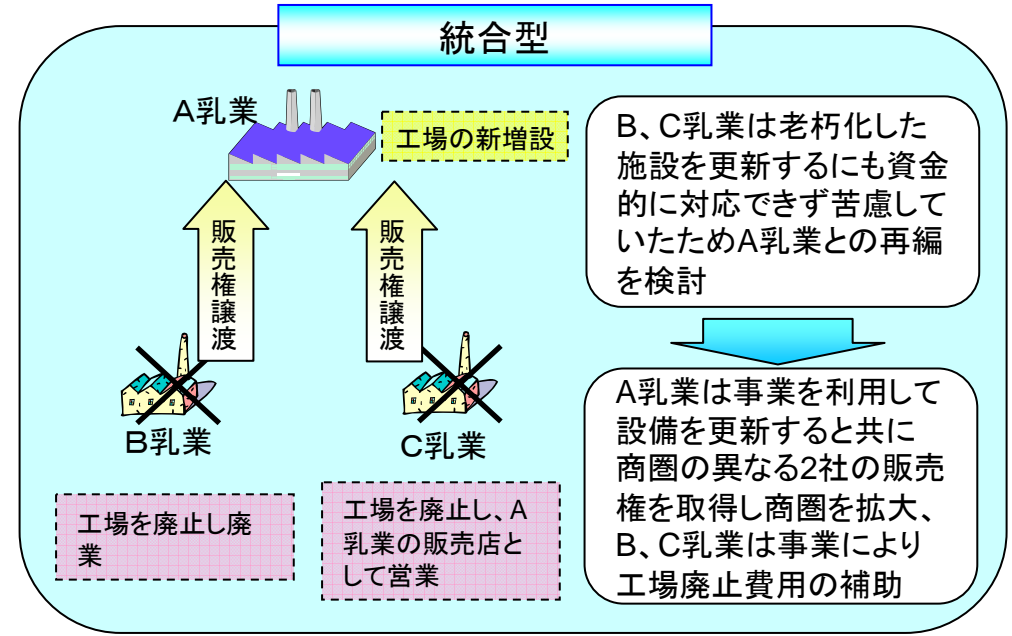 統合型
A乳業
工場の新増設
販売権譲渡
販売権譲渡
B乳業
C乳業
工場を廃止し廃
業
工場を廃止し、A
乳業の販売店と
して営業
B、C乳業は老朽化した
施設を更新するにも資金
的に対応できず苦慮して
いたためA乳業との再編
を検討
A乳業は事業を利用して
設備を更新すると共に
商圏の異なる2社の販売
権を取得し商圏を拡大、
B、C乳業は事業により
工場廃止費用の補助